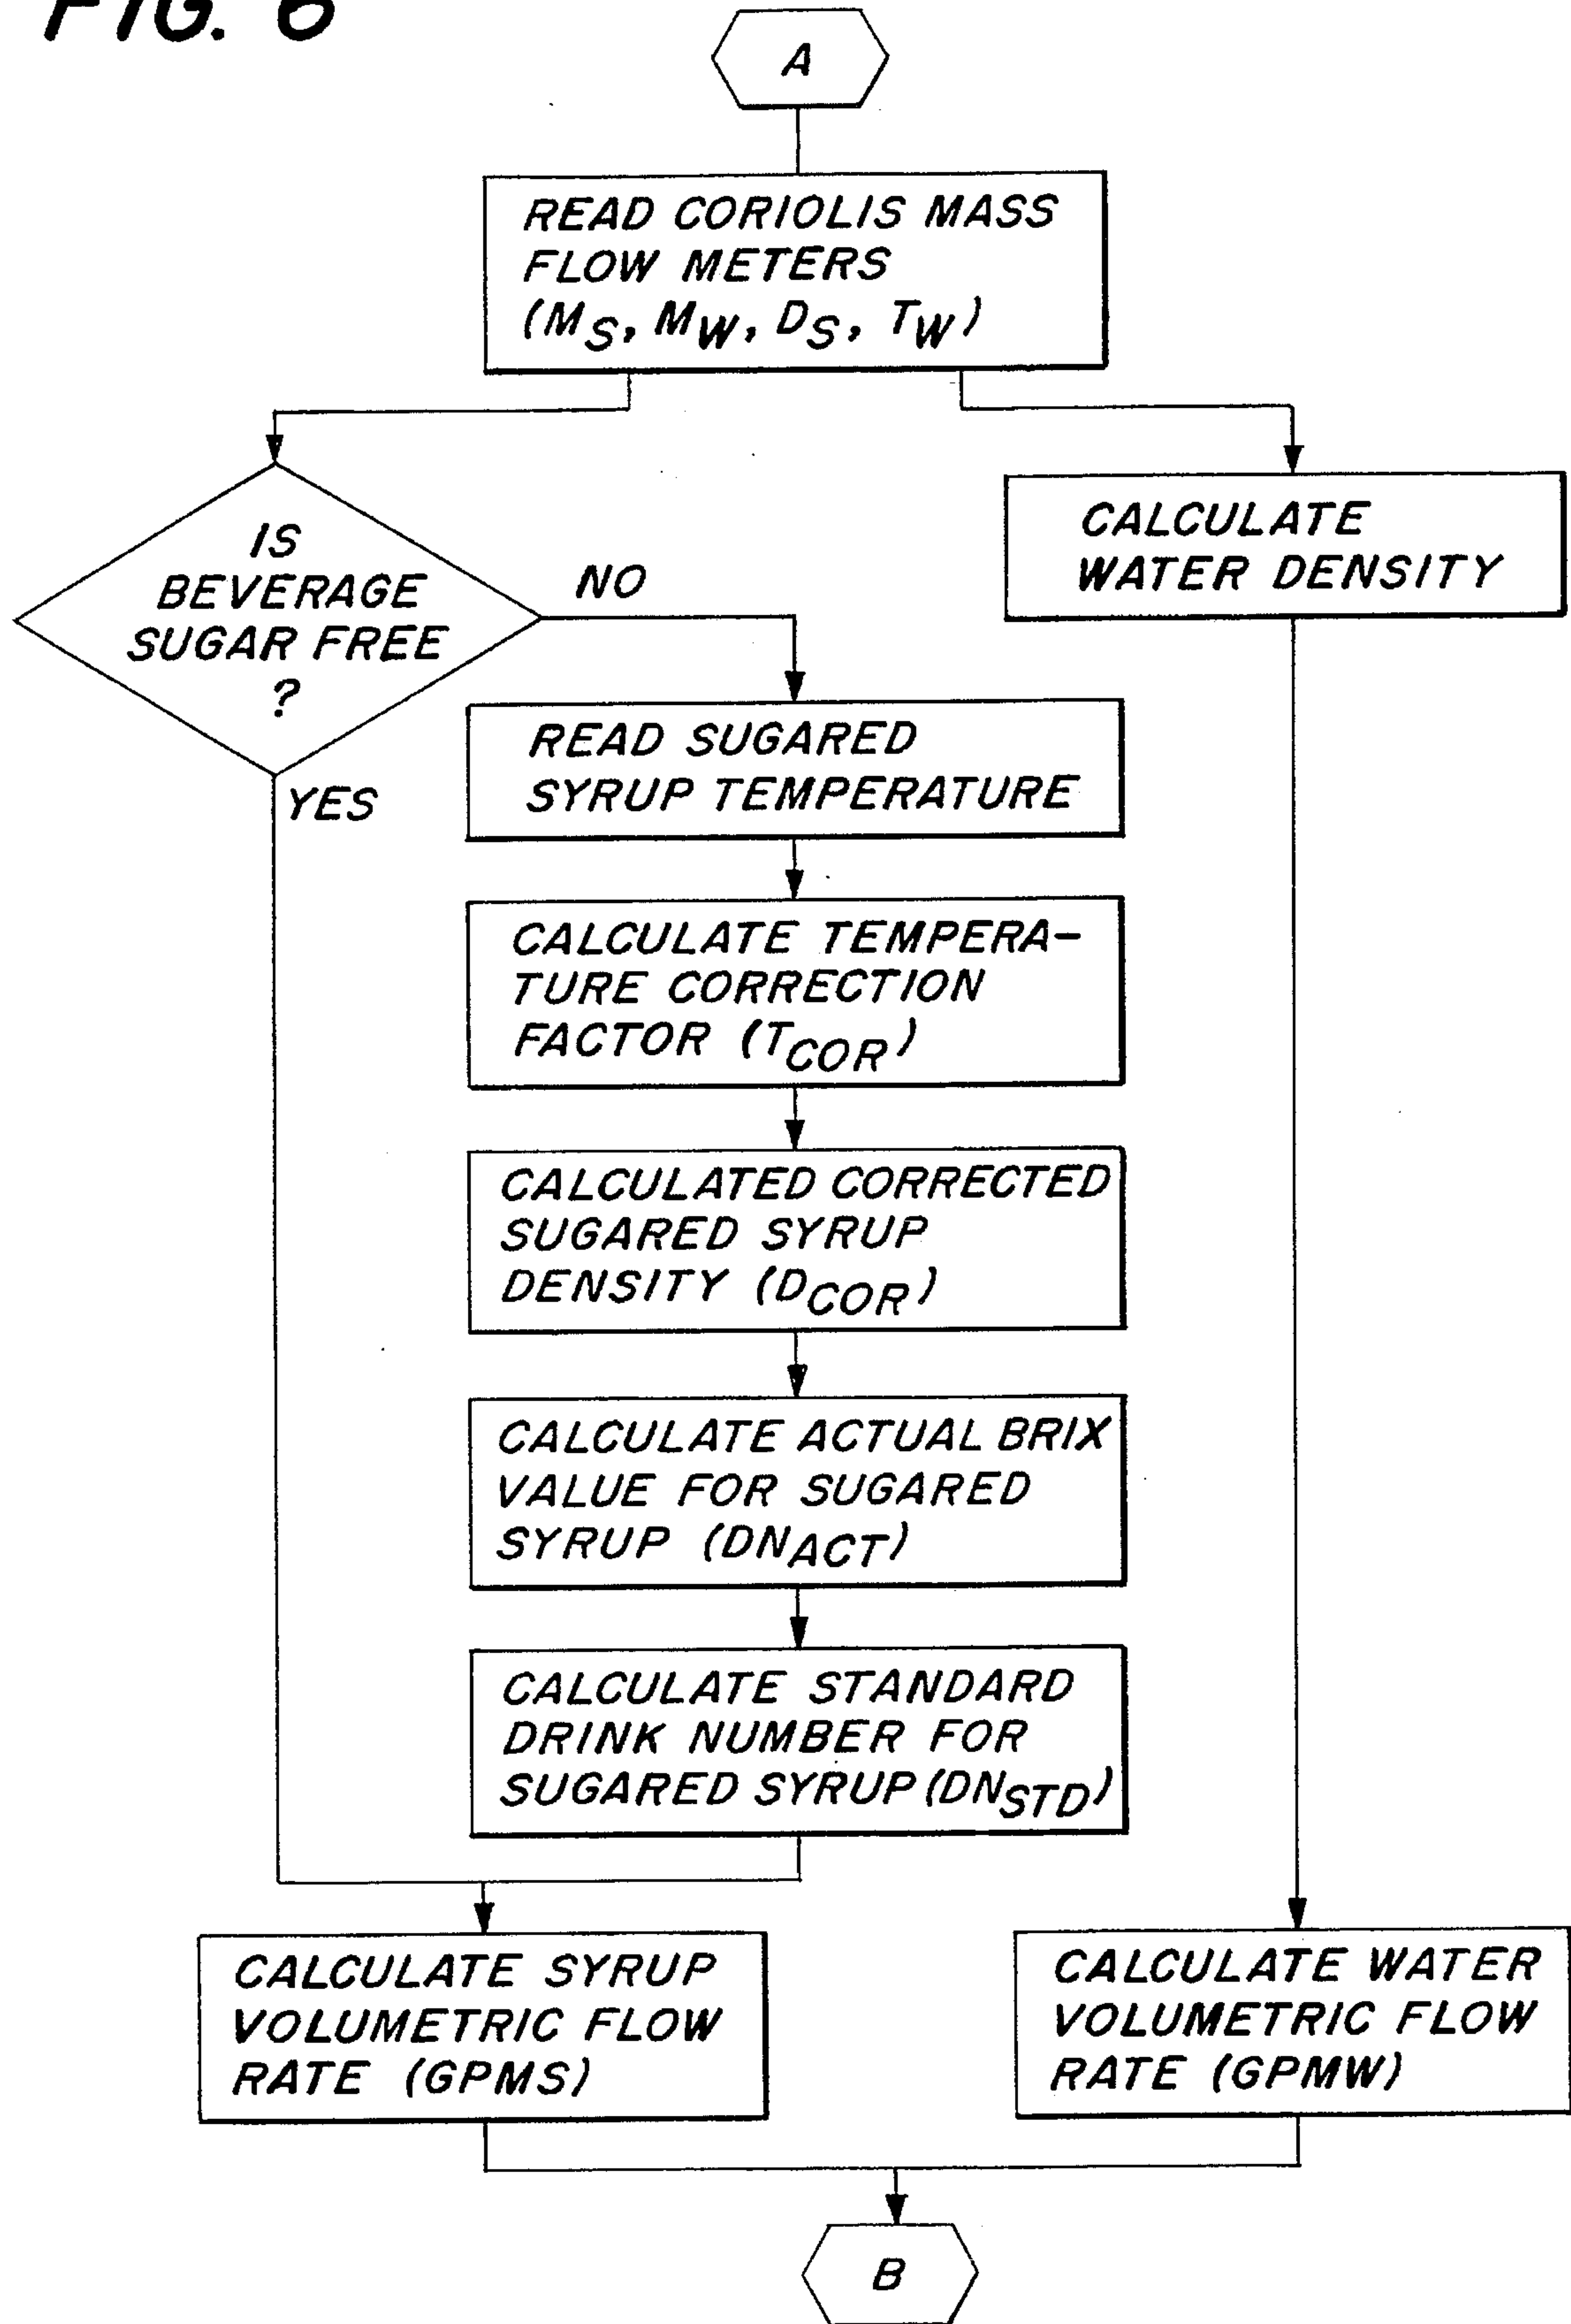 FIG. 6
A
READ CORIOLIS MASS
FLOW METERS
(MS, MW, DS, TW)
IS
BEVERAGE
SUGAR FREE
?
NO
YES
CALCULATE
WATER DENSITY
READ SUGARED
SYRUP TEMPERATURE
CALCULATE TEMPERA-
TURE CORRECTION
FACTOR (TCOR)
CALCULATED CORRECTED
SUGARED SYRUP
DENSITY (DCOR)
CALCULATE ACTUAL BRIX
VALUE FOR SUGARED
SYRUP (DNACT)
CALCULATE STANDARD
DRINK NUMBER FOR
SUGARED SYRUP (DNSTD)
CALCULATE SYRUP
VOLUMETRIC FLOW
RATE (GPMS)
CALCULATE WATER
VOLUMETRIC FLOW
RATE (GPMW)
B